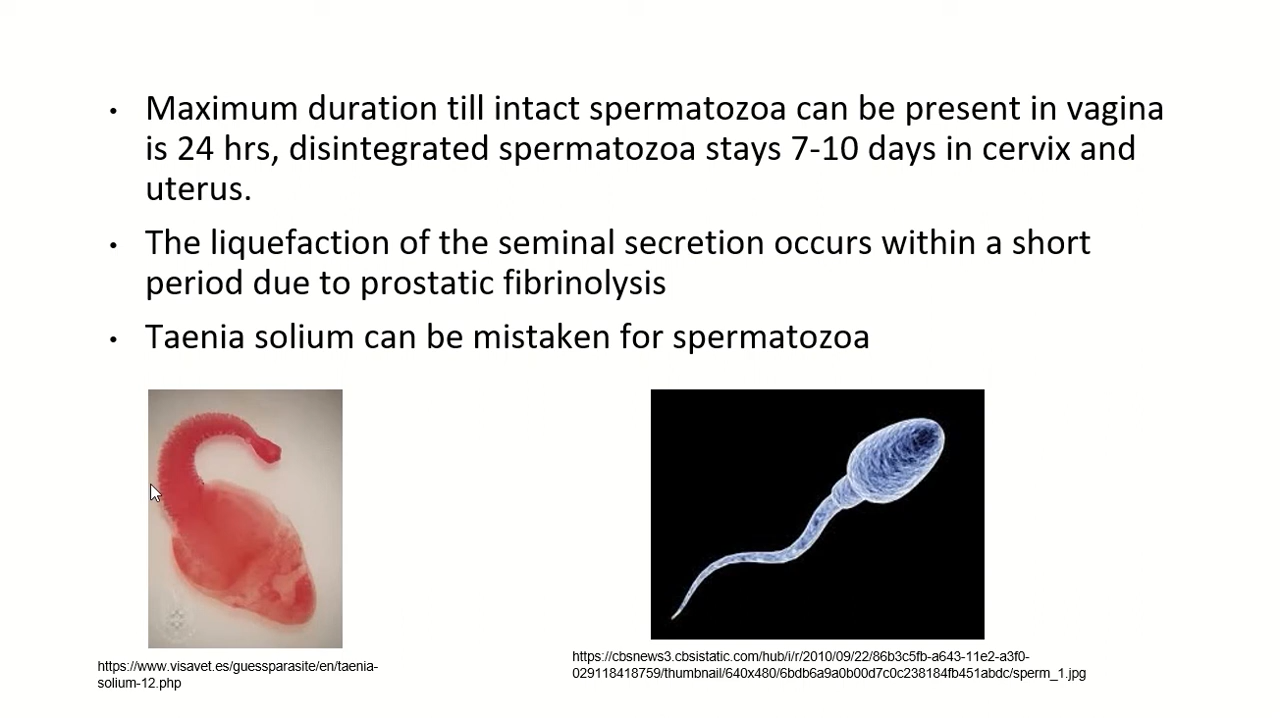 • Maximum duration till intact spermatozoa can be present in vagina
is 24 hrs, disintegrated spermatozoa stays 7-10 days in cervix and
uterus.
• The liquefaction of the seminal secretion occurs within a short
period due to prostatic fibrinolysis
• Taenia solium can be mistaken for spermatozoa
https://www.visavet.es/guessparasite/en/taenia-
solium-12.php
https://cbsnews3.cbsistatic.com/hub/i/r/2010/09/22/86b3c5fb-a643-11e2-a3f0-
029118418759/thumbnail/640x480/6bdb6a9a0b00d7c0c238184fb451abdc/sperm_1.jpg